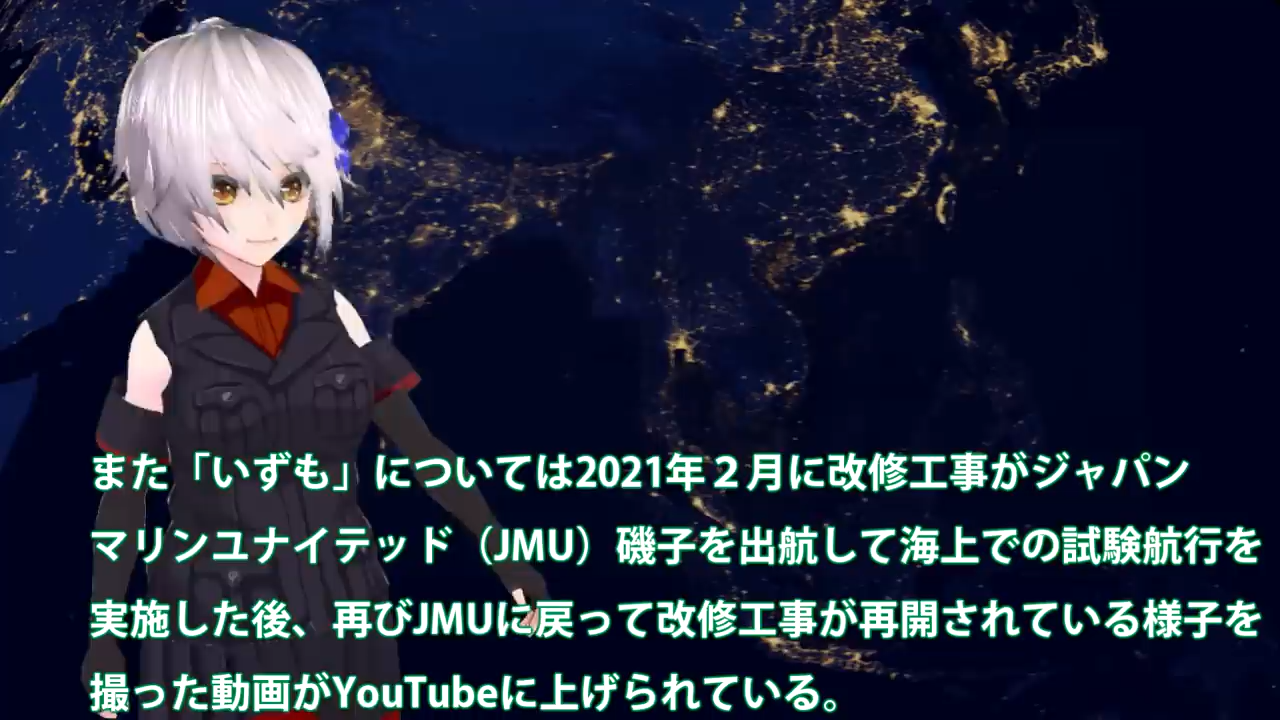 また「いずも」については2021年２月に改修工事がジャパン
マリンユナイテッド（JMU）磯子を出航して海上での試験航行を
実施した後、再びJMUに戻って改修工事が再開されている様子を
撮った動画がYouTubeに上げられている。